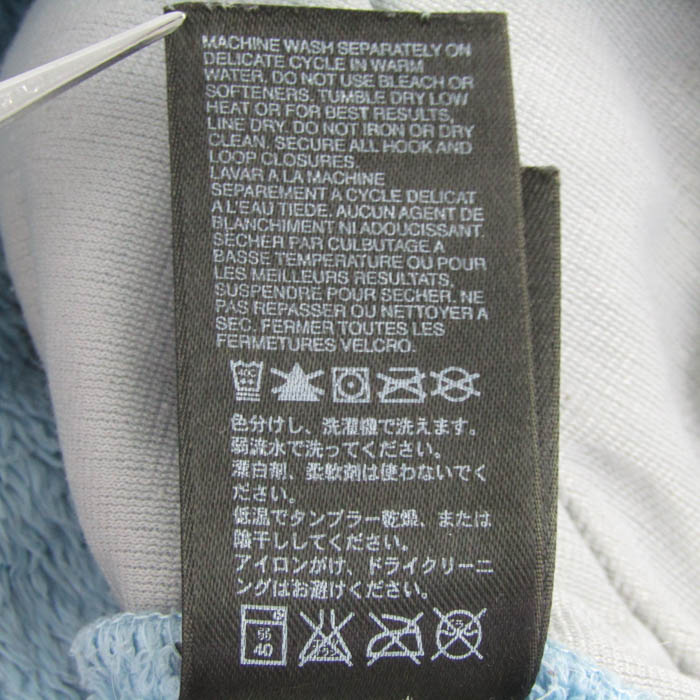 MACHINE WASH SEPARATELY ON
DELICATE CYCLE IN WARM
WATER. DO NOT USE BLEACH OR
SOFTENERS. TUMBLE DRY LOW
HEAT OR FOR BEST RESULTS,
LINE DRY. DO NOT IRON OR DRY
CLEAN. SECURE ALL HOOK AND
LOOP CLOSURES.
LAVAR A LA MACHINE
SEPAREMENT A CYCLE DELICAT
A L'EAU TIEDE. AUCUN AGENT DE
BLANCHIMENT NI ADOUCISSANT
SECHER PAR CULBUTAGE A
BASSE TEMPERATURE OU POUR
LES MEILLEURS RESULTATS,
SUSPENDRE POUR SECHER. NE
PAS REPASSER OU NETTOYER A
SEC. FERMER TOUTES LES
FERMETURES VELCRO.
40C
色分けし、洗濯機で洗えます。
弱流水で洗ってください。
漂白剤、柔軟剤は使わないでく
ださい。
低温でタンブラー乾燥、または
陰干ししてください。
アイロンがけ、ドライクリーニ
ングはお避けください。
40